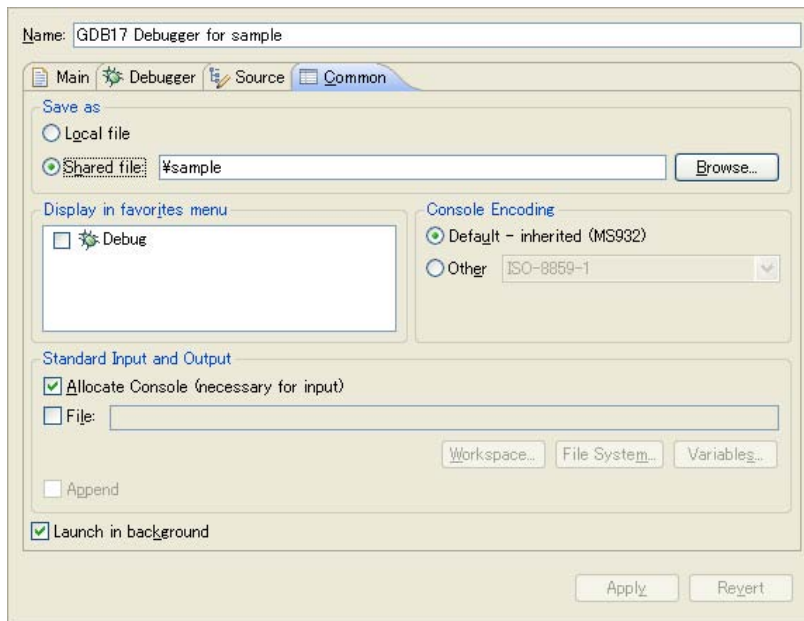 Name: GDB17 Debugger for sample
Main Debugger Source Common
Save as
Local file
Shared file: ¥sample Browse...
Display in favorites menu
Debug
Console Encoding
Default - inherited (MS932)
Other ISO-8859-1
Standard Input and Output
Allocate Console (necessary for input)
File:
Workspace... File System... Variables...
Append
Launch in background
Apply Revert